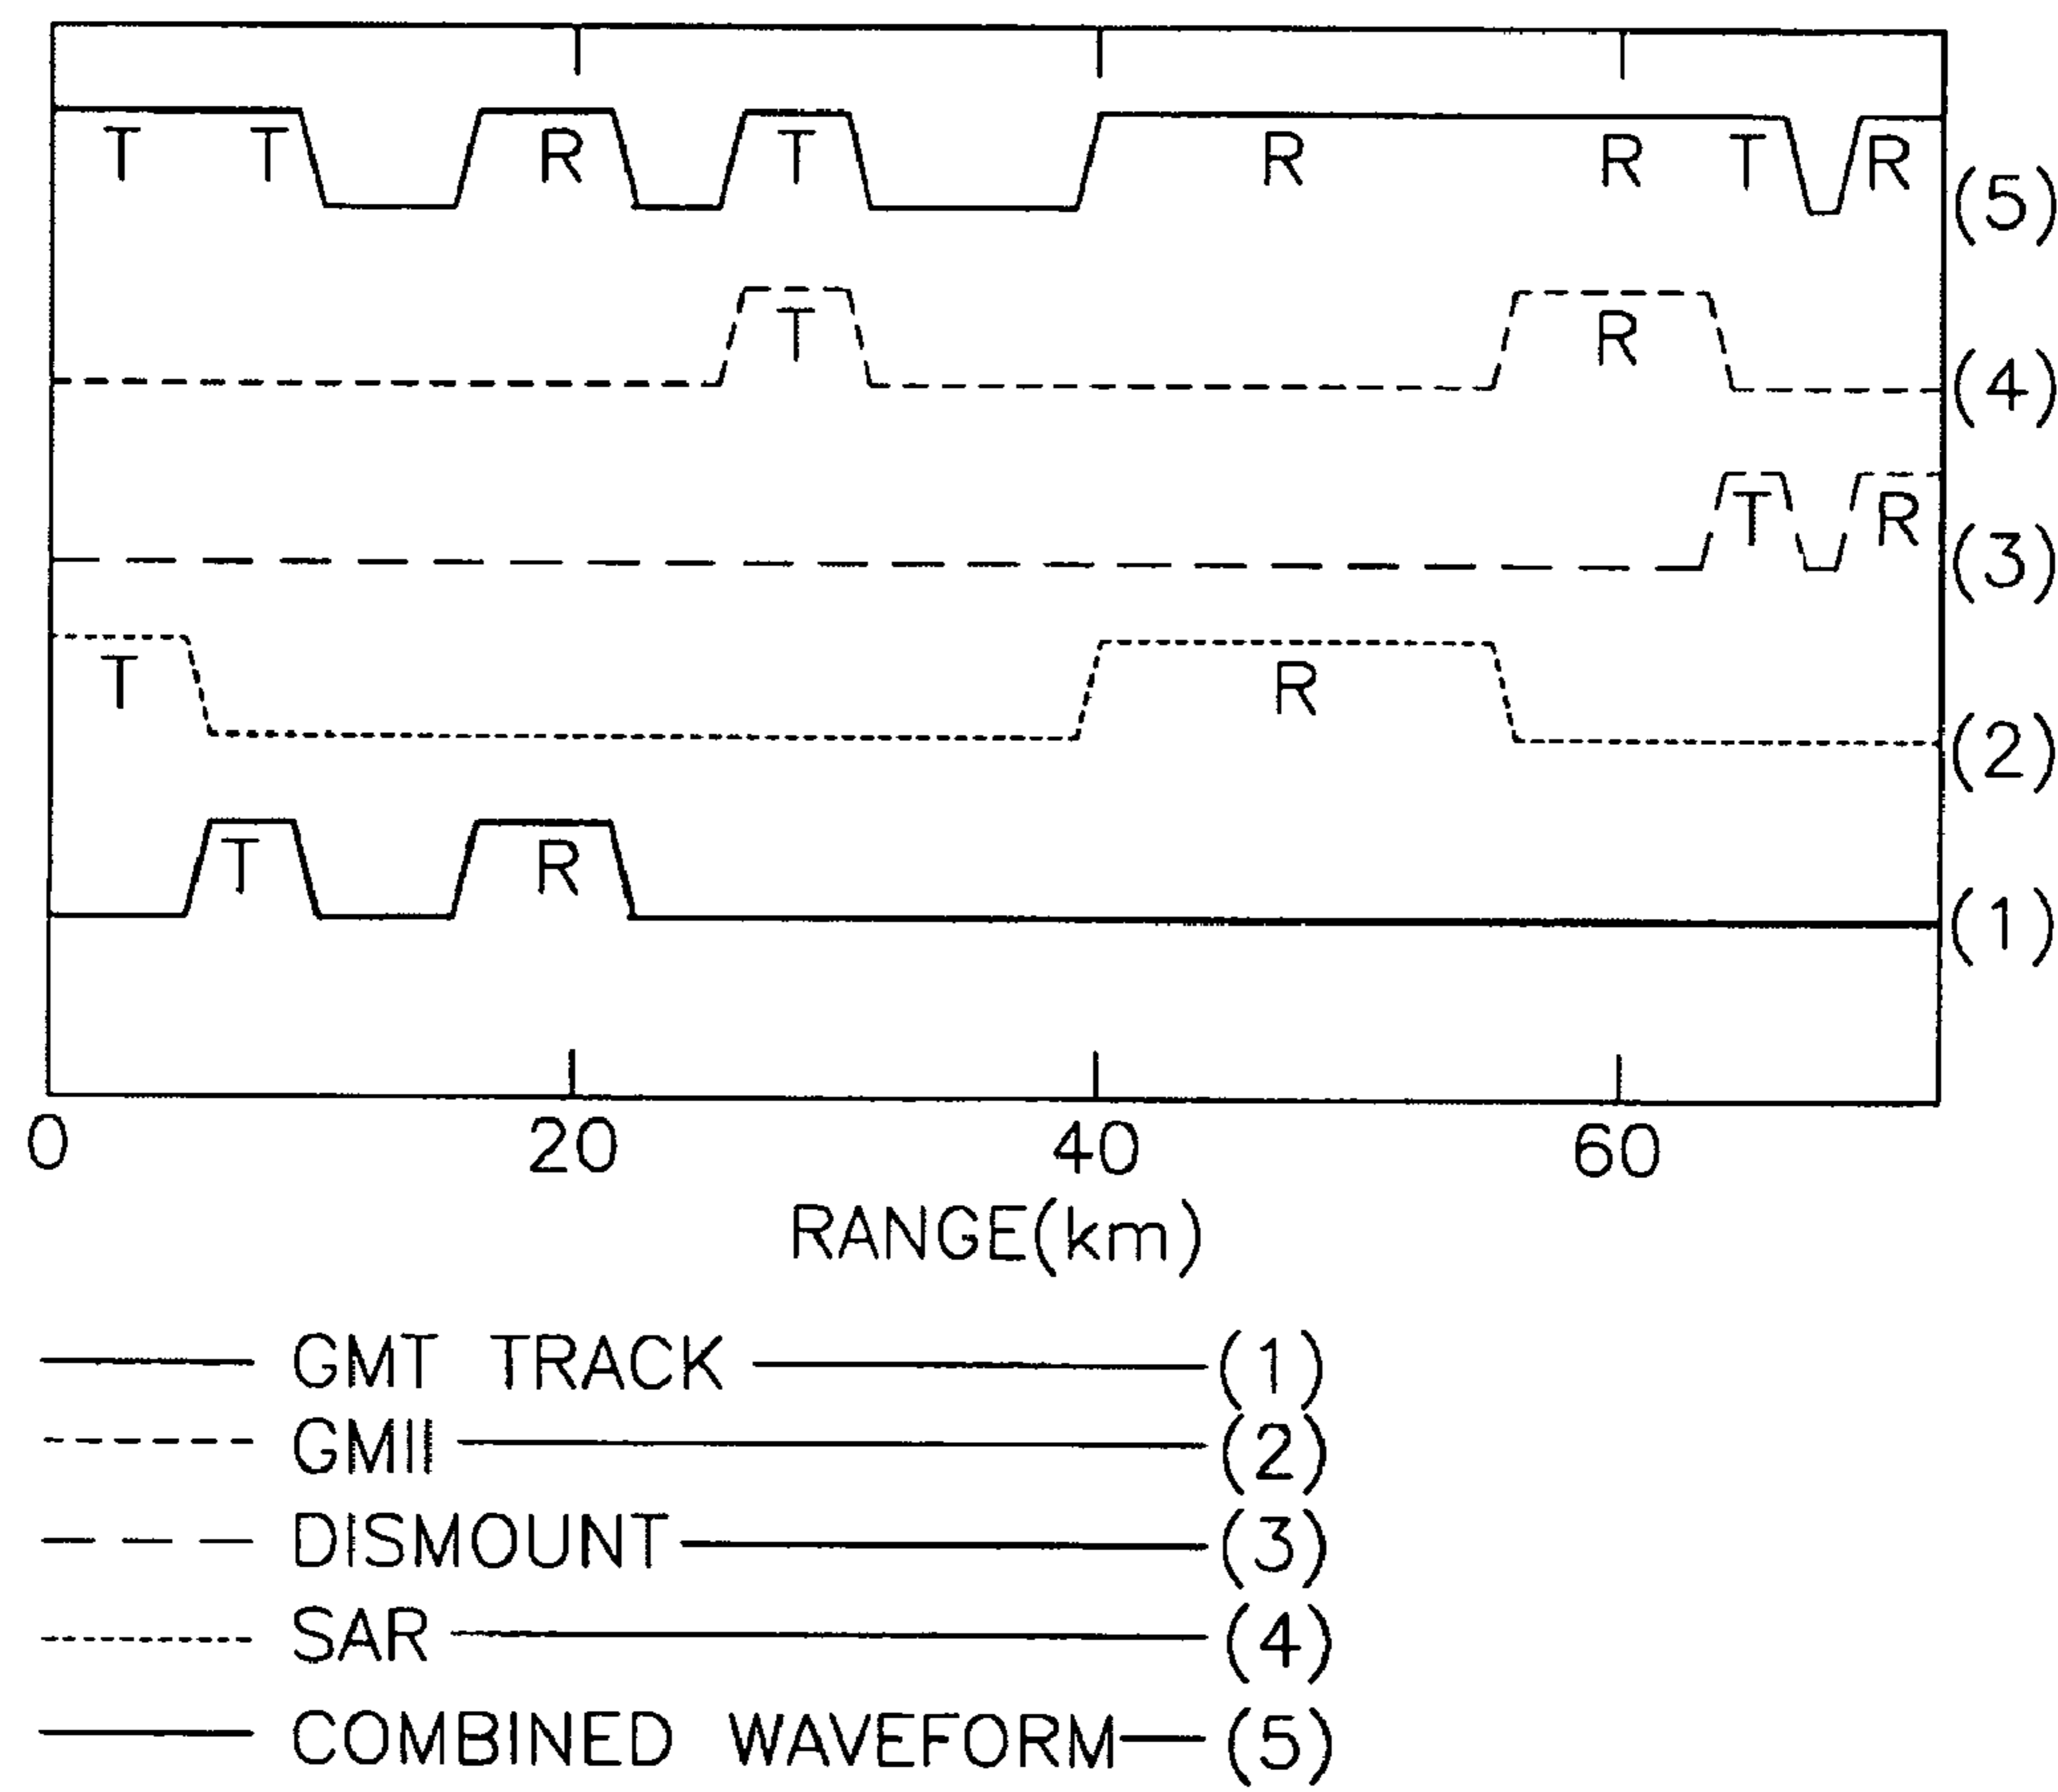 T T R T R R T R (5)
T R (4)
T R (3)
T R (2)
T R (1)
0 20 40 60
RANGE(km)
GMT TRACK (1)
GMII (2)
DISMOUNT (3)
SAR (4)
COMBINED WAVEFORM (5)